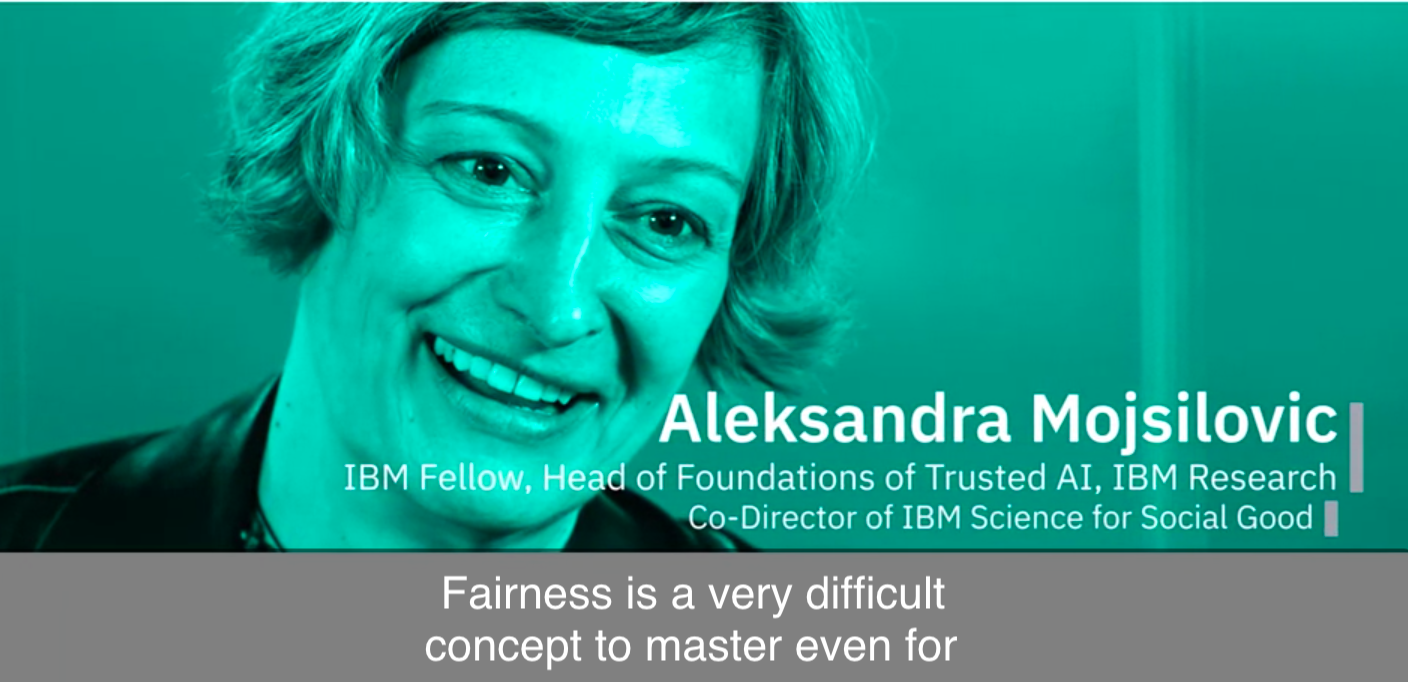 Aleksandra Mojsilovic
IBM Fellow, Head of Foundations of Trusted AI, IBM Research
Co-Director of IBM Science for Social Good
Fairness is a very difficult
concept to master even for